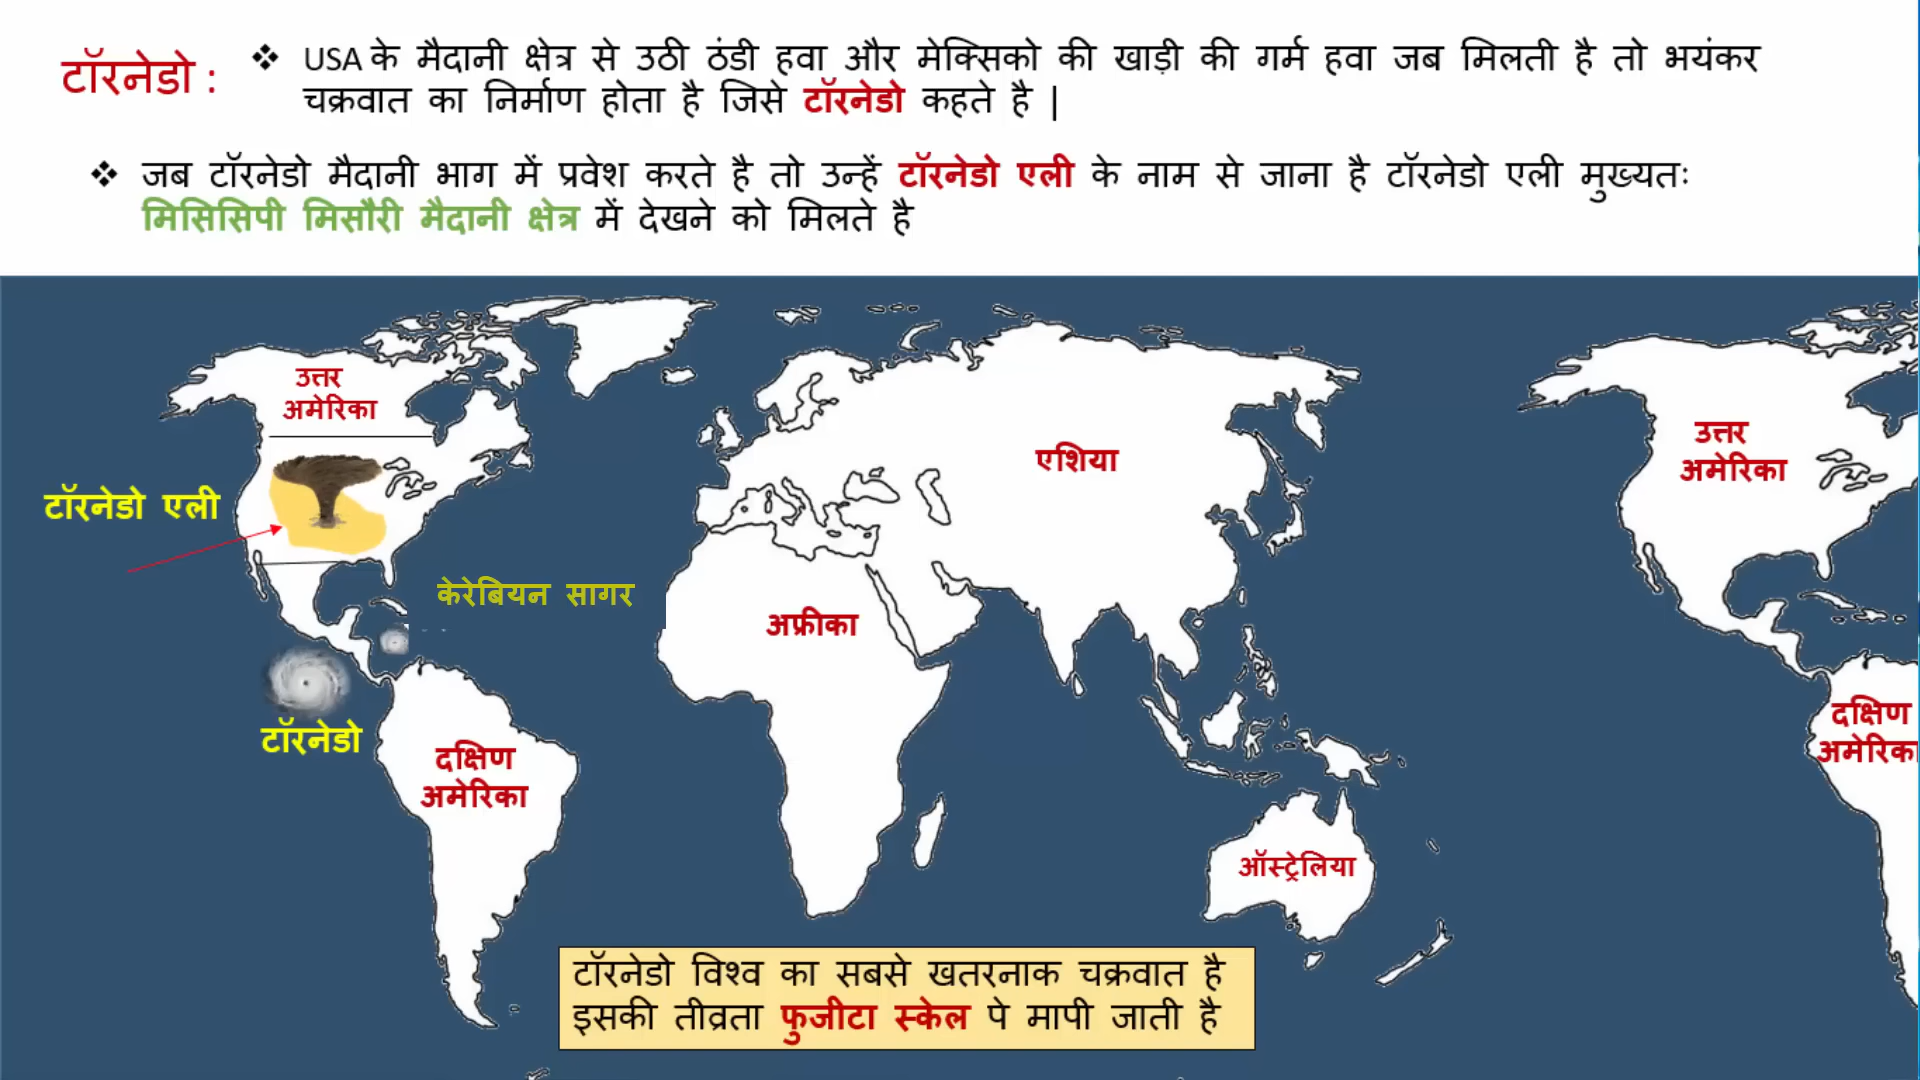 टॉरनेडो :
❖ USA के मैदानी क्षेत्र से उठी ठंडी हवा और मेक्सिको की खाड़ी की गर्म हवा जब मिलती है तो भयंकर
चक्रवात का निर्माण होता है जिसे टॉरनेडो कहते है |
❖ जब टॉरनेडो मैदानी भाग में प्रवेश करते है तो उन्हें टॉरनेडो एली के नाम से जाना है टॉरनेडो एली मुख्यतः
मिसिसिपी मिसौरी मैदानी क्षेत्र में देखने को मिलते है
उत्तर
अमेरिका
एशिया
उत्तर
अमेरिका
टॉरनेडो एली
केरेबियन सागर
अफ्रीका
टॉरनेडो
दक्षिण
अमेरिका
दक्षिण
अमेरिका
ऑस्ट्रेलिया
टॉरनेडो विश्व का सबसे खतरनाक चक्रवात है
इसकी तीव्रता फुजीटा स्केल पे मापी जाती है